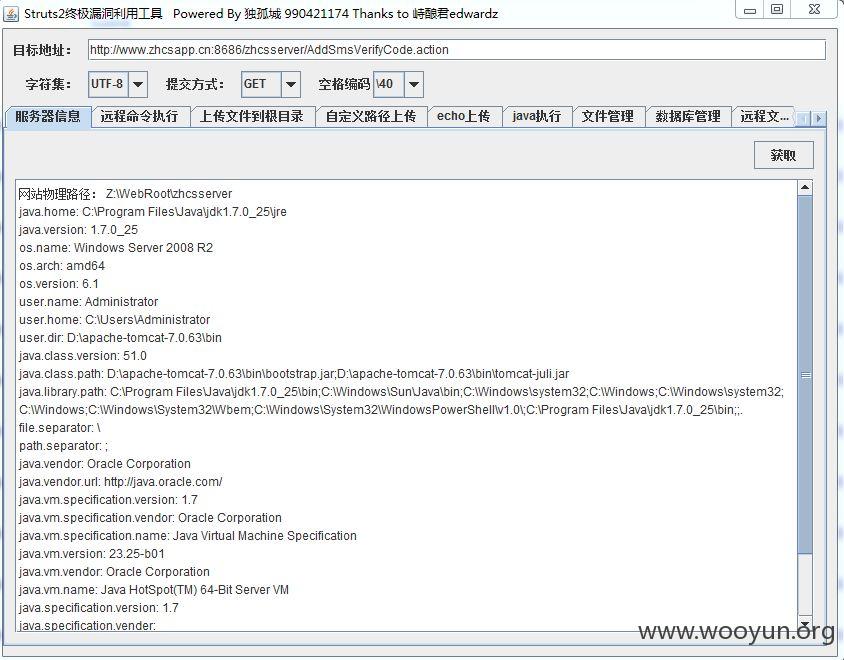 Struts2终极漏洞利用工具 Powered By 独孤城 990421174 Thanks to 峙酿君edwardz
目标地址： http://www.zhcsapp.cn:8686/zhcsserver/AddSmsVerifyCode.action
字符集： UTF-8 提交方式： GET 空格编码 \40
服务器信息 远程命令执行 上传文件到根目录 自定义路径上传 echo上传 java执行 文件管理 数据库管理 远程文...
获取
网站物理路径： Z:\WebRoot\zhcsserver
java.home: C:\Program Files\Java\jdk1.7.0_25\jre
java.version: 1.7.0_25
os.name: Windows Server 2008 R2
os.arch: amd64
os.version: 6.1
user.name: Administrator
user.home: C:\Users\Administrator
user.dir: D:\apache-tomcat-7.0.63\bin
java.class.version: 51.0
java.class.path: D:\apache-tomcat-7.0.63\bin\bootstrap.jar;D:\apache-tomcat-7.0.63\bin\tomcat-juli.jar
java.library.path: C:\Program Files\Java\jdk1.7.0_25\bin;C:\Windows\Sun\Java\bin;C:\Windows\system32;C:\Windows;C:\Windows\system32;
C:\Windows;C:\Windows\System32\Wbem;C:\Windows\System32\WindowsPowerShell\v1.0\;C:\Program Files\Java\jdk1.7.0_25\bin;;.
file.separator: \
path.separator: ;
java.vendor: Oracle Corporation
java.vendor.url: http://java.oracle.com/
java.vm.specification.version: 1.7
java.vm.specification.vendor: Oracle Corporation
java.vm.specification.name: Java Virtual Machine Specification
java.vm.version: 23.25-b01
java.vm.vendor: Oracle Corporation
java.vm.name: Java HotSpot(TM) 64-Bit Server VM
java.specification.version: 1.7
java.specification.vender:
www.wooyun.org